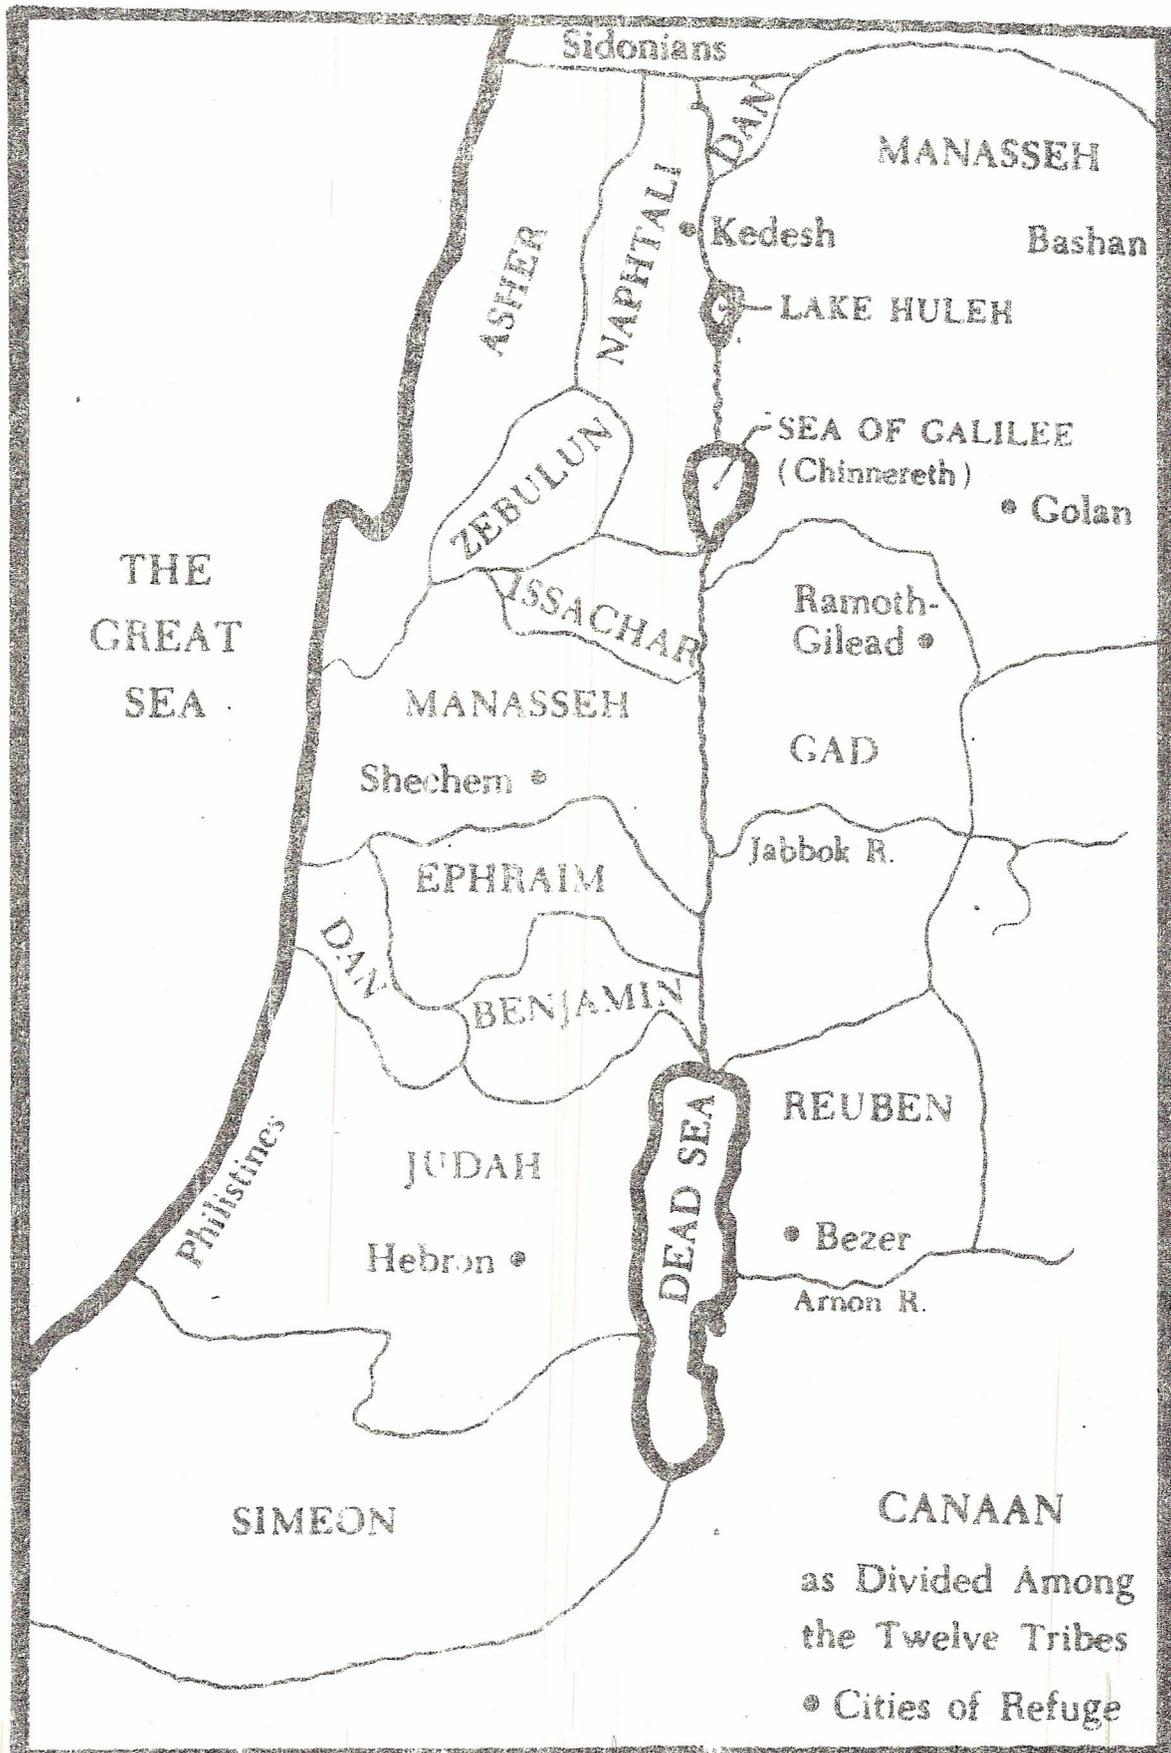 Sidonians
DAN
MANASSEH
NAPHTALI
Kedesh
Bashan
ASHER
LAKE HULEH
SEA OF GALILEE
(Chinnereth)
Golan
ZEBULUN
THE
GREAT
SEA
ISSACHAR
Ramoth-
Gilead
MANASSEH
GAD
Shechem
Jabbok R.
EPHRAIM
DAN
BENJAMIN
REUBEN
DEAD SEA
Philistines
JUDAH
Hebron
Bezer
Arnon R.
SIMEON
CANAAN
as Divided Among
the Twelve Tribes
• Cities of Refuge